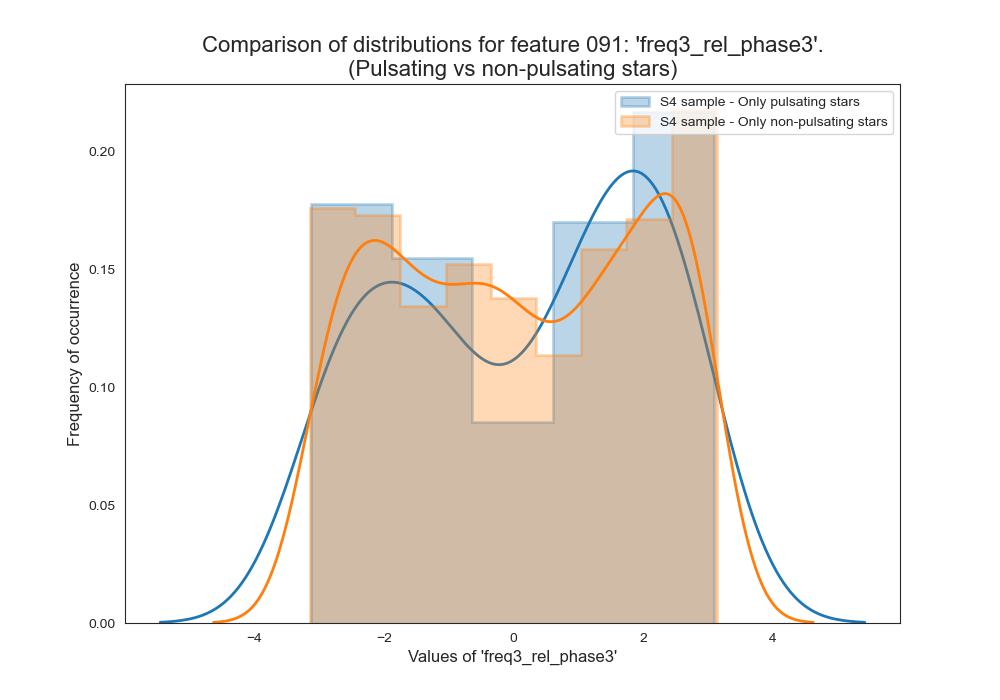 Comparison of distributions for feature 091: 'freq3_rel_phase3'.
(Pulsating vs non-pulsating stars)
S4 sample - Only pulsating stars
S4 sample - Only non-pulsating stars
Frequency of occurrence
0.20
0.15
0.10
0.05
0.00
−4
−2
0
2
4
Values of 'freq3_rel_phase3'